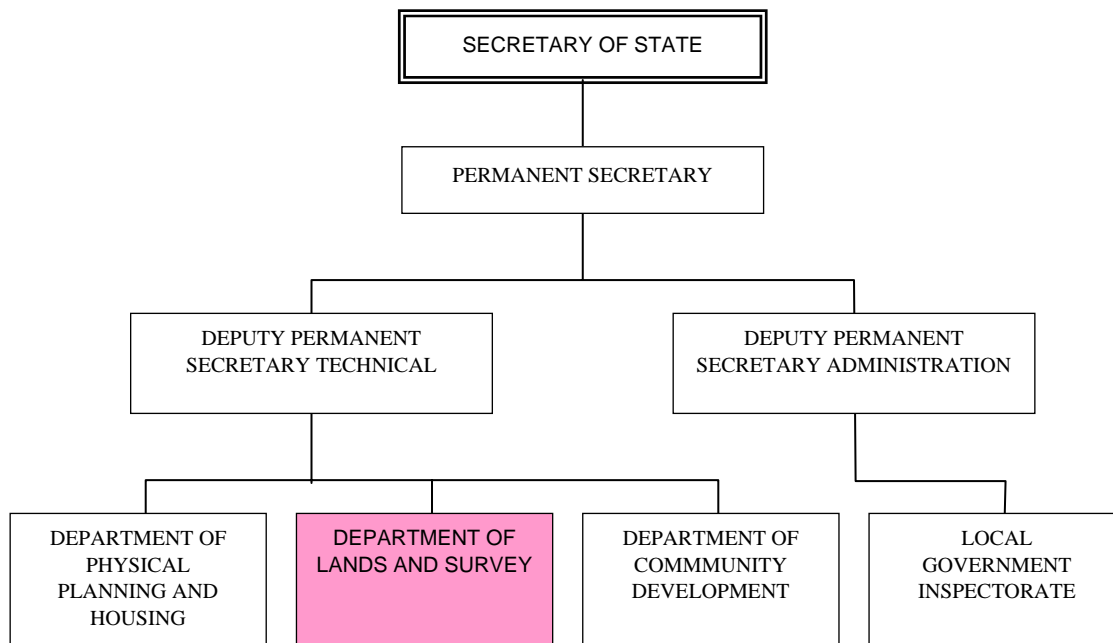 SECRETARY OF STATE
PERMANENT SECRETARY
DEPUTY PERMANENT
SECRETARY TECHNICAL
DEPUTY PERMANENT
SECRETARY ADMINISTRATION
DEPARTMENT OF
PHYSICAL
PLANNING AND
HOUSING
DEPARTMENT OF
LANDS AND SURVEY
DEPARTMENT OF
COMMMUNITY
DEVELOPMENT
LOCAL
GOVERNMENT
INSPECTORATE